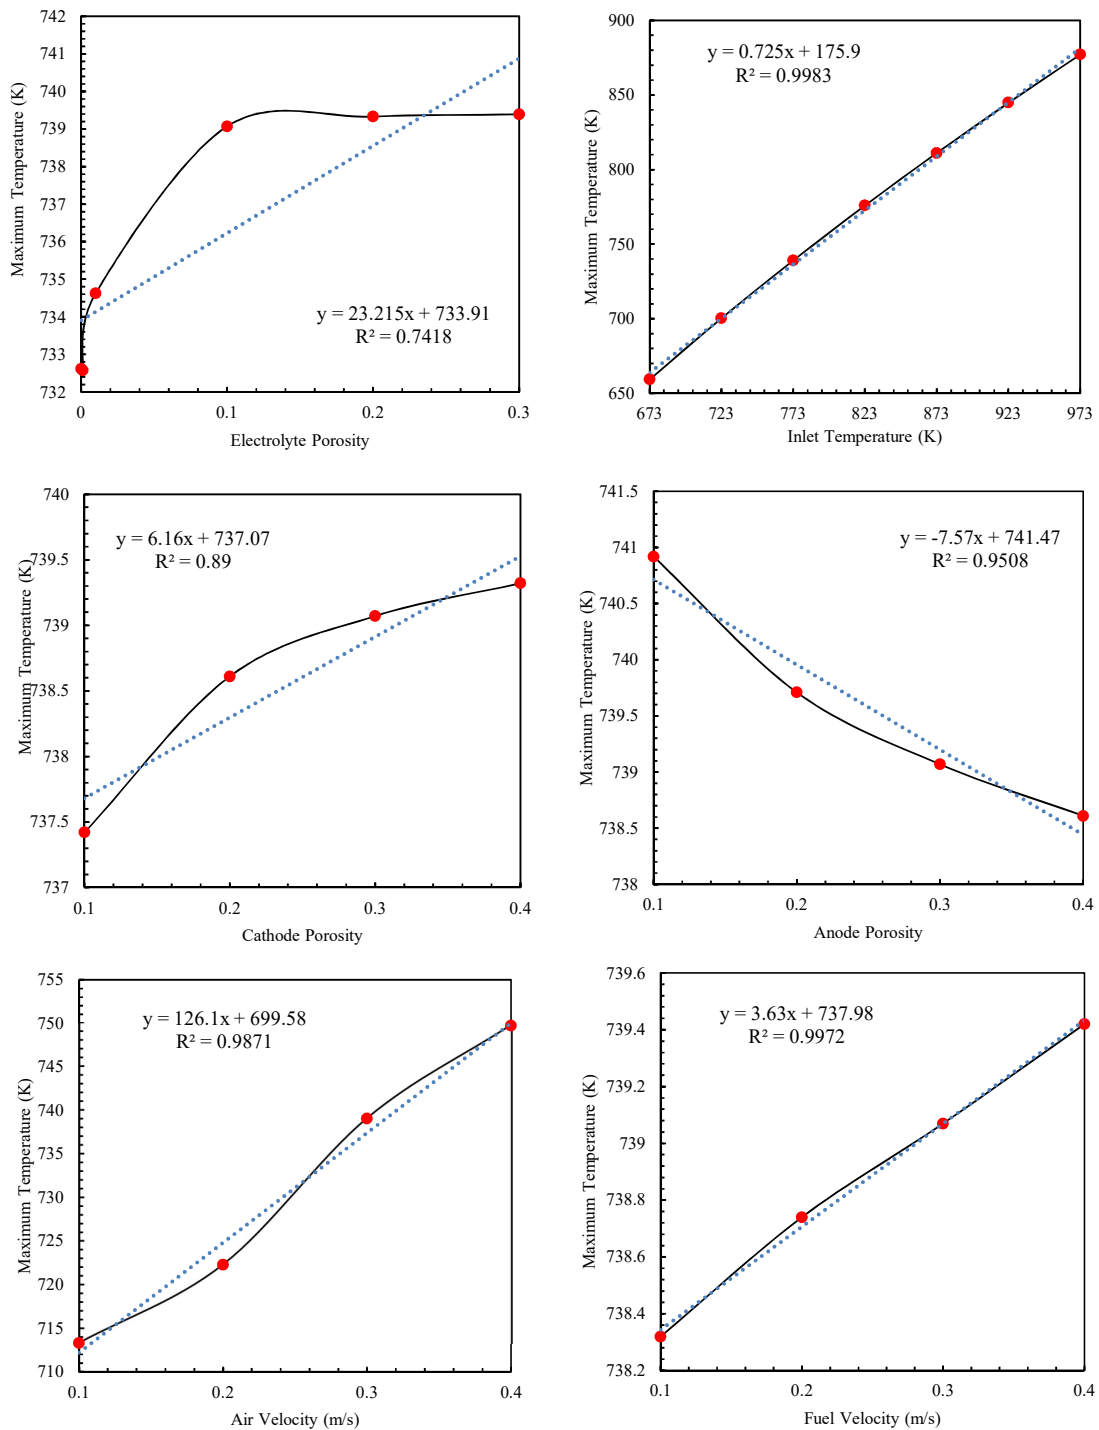 742
741
740
739
738
737
736
735
734
733
732
Maximum Temperature (K)
y = 23.215x + 733.91
R² = 0.7418
0 0.1 0.2 0.3
Electrolyte Porosity
900
850
800
750
700
650
Maximum Temperature (K)
y = 0.725x + 175.9
R² = 0.9983
673 723 773 823 873 923 973
Inlet Temperature (K)
740
739.5
739
738.5
738
737.5
737
Maximum Temperature (K)
y = 6.16x + 737.07
R² = 0.89
0.1 0.2 0.3 0.4
Cathode Porosity
741.5
741
740.5
740
739.5
739
738.5
738
Maximum Temperature (K)
y = -7.57x + 741.47
R² = 0.9508
0.1 0.2 0.3 0.4
Anode Porosity
755
750
745
740
735
730
725
720
715
710
Maximum Temperature (K)
y = 126.1x + 699.58
R² = 0.9871
0.1 0.2 0.3 0.4
Air Velocity (m/s)
739.6
739.4
739.2
739
738.8
738.6
738.4
738.2
Maximum Temperature (K)
y = 3.63x + 737.98
R² = 0.9972
0.1 0.2 0.3 0.4
Fuel Velocity (m/s)